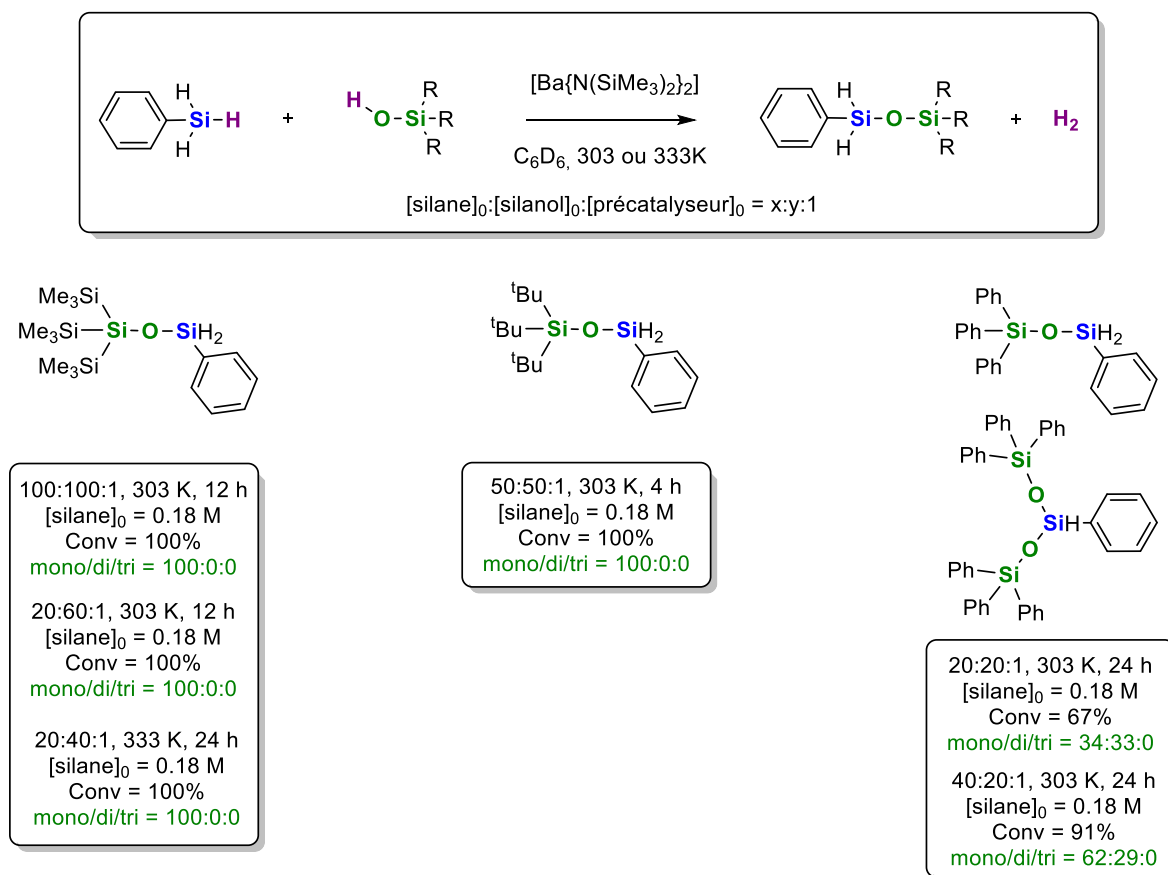 H
Si
H
H
+
H
O
Si
R
R
R
[Ba{N(SiMe₃)₂}₂]
C₆D₆, 303 ou 333K
H
Si
H
O
Si
R
R
R
+
H₂
[silane]₀:[silanol]₀:[précatalyseur]₀ = x:y:1
Me₃Si
Me₃Si
Si
O
SiH₂
Me₃Si
ᵗBu
ᵗBu
Si
O
SiH₂
ᵗBu
Ph
Ph
Si
O
SiH₂
Ph
Ph
Ph
Ph
Si
O
SiH
O
Ph
Si
Ph
Ph
100:100:1, 303 K, 12 h
[silane]₀ = 0.18 M
Conv = 100%
mono/di/tri = 100:0:0
20:60:1, 303 K, 12 h
[silane]₀ = 0.18 M
Conv = 100%
mono/di/tri = 100:0:0
20:40:1, 333 K, 24 h
[silane]₀ = 0.18 M
Conv = 100%
mono/di/tri = 100:0:0
50:50:1, 303 K, 4 h
[silane]₀ = 0.18 M
Conv = 100%
mono/di/tri = 100:0:0
20:20:1, 303 K, 24 h
[silane]₀ = 0.18 M
Conv = 67%
mono/di/tri = 34:33:0
40:20:1, 303 K, 24 h
[silane]₀ = 0.18 M
Conv = 91%
mono/di/tri = 62:29:0